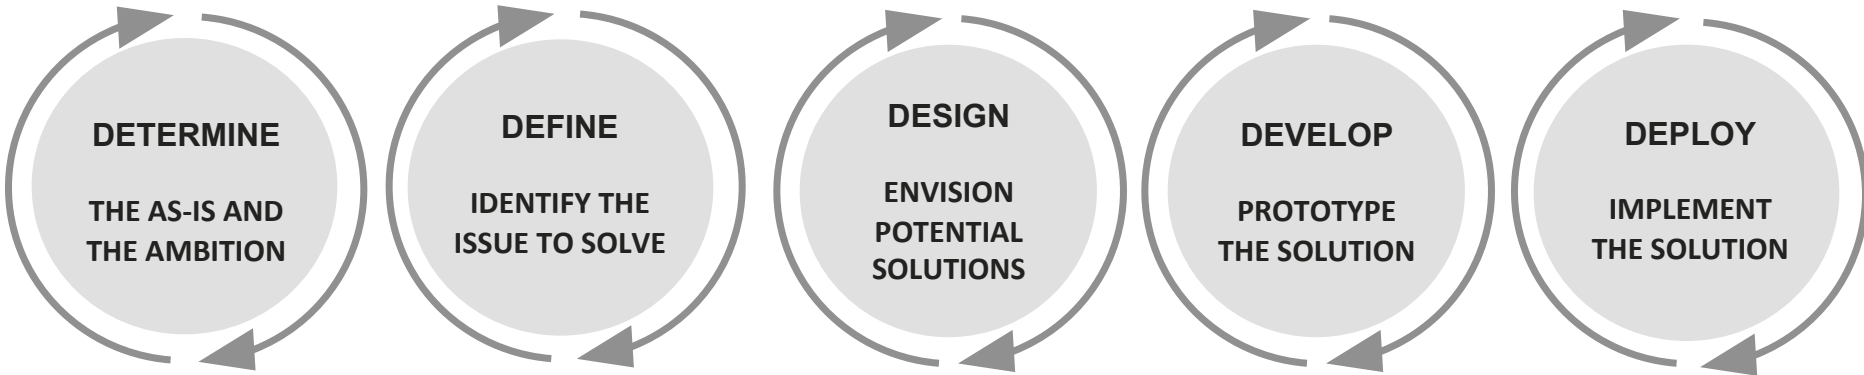 DETERMINE
THE AS-IS AND
THE AMBITION
DEFINE
IDENTIFY THE
ISSUE TO SOLVE
DESIGN
ENVISION
POTENTIAL
SOLUTIONS
DEVELOP
PROTOTYPE
THE SOLUTION
DEPLOY
IMPLEMENT
THE SOLUTION